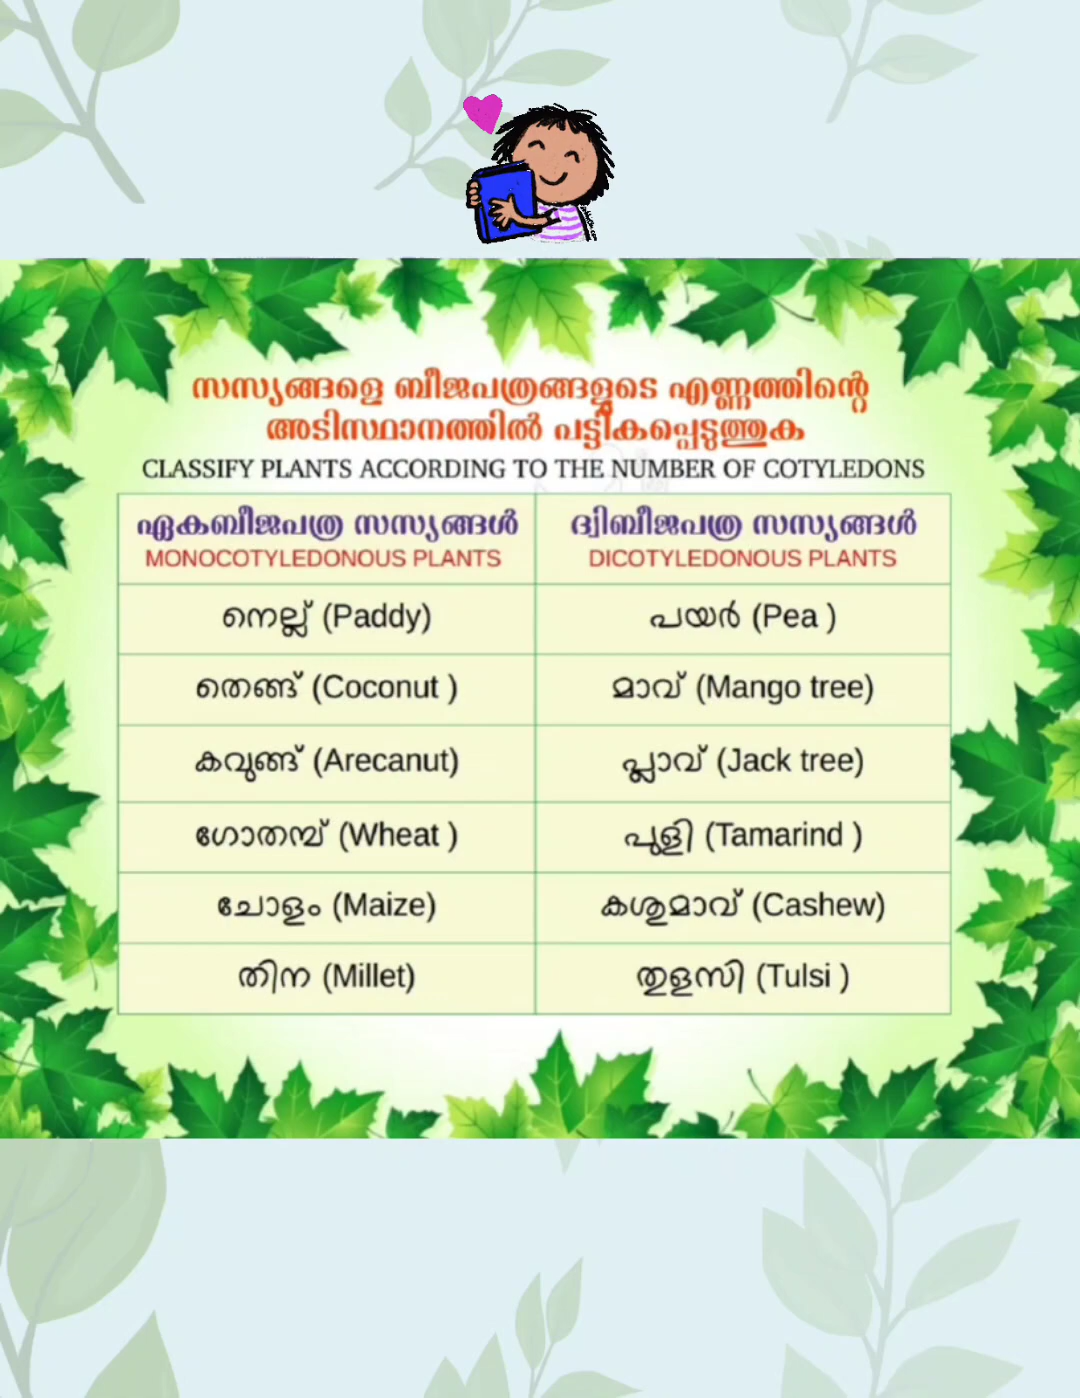 സസ്യങ്ങളെ ബീജപത്രങ്ങളുടെ എണ്ണത്തിന്റെ
അടിസ്ഥാനത്തിൽ പട്ടികപ്പെടുത്തുക
CLASSIFY PLANTS ACCORDING TO THE NUMBER OF COTYLEDONS
ഏകബീജപത്ര സസ്യങ്ങൾ
MONOCOTYLEDONOUS PLANTS
ദ്വിബീജപത്ര സസ്യങ്ങൾ
DICOTYLEDONOUS PLANTS
നെല്ല് (Paddy)
പയർ (Pea )
തെങ്ങ് (Coconut )
മാവ് (Mango tree)
കവുങ്ങ് (Arecanut)
പ്ലാവ് (Jack tree)
ഗോതമ്പ് (Wheat )
പുളി (Tamarind )
ചോളം (Maize)
കശുമാവ് (Cashew)
തിന (Millet)
തുളസി (Tulsi )